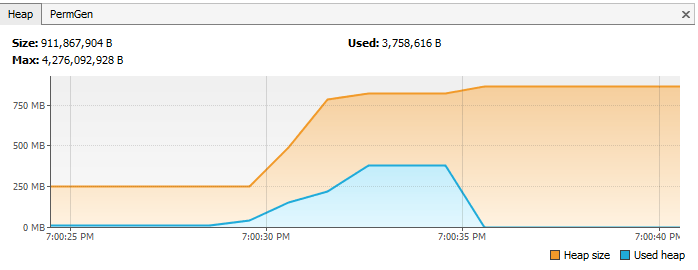 Heap PermGen
Size: 911,867,904 B Used: 3,758,616 B
Max: 4,276,092,928 B
750 MB
500 MB
250 MB
0 MB
7:00:25 PM 7:00:30 PM 7:00:35 PM 7:00:40 PM
Heap size Used heap